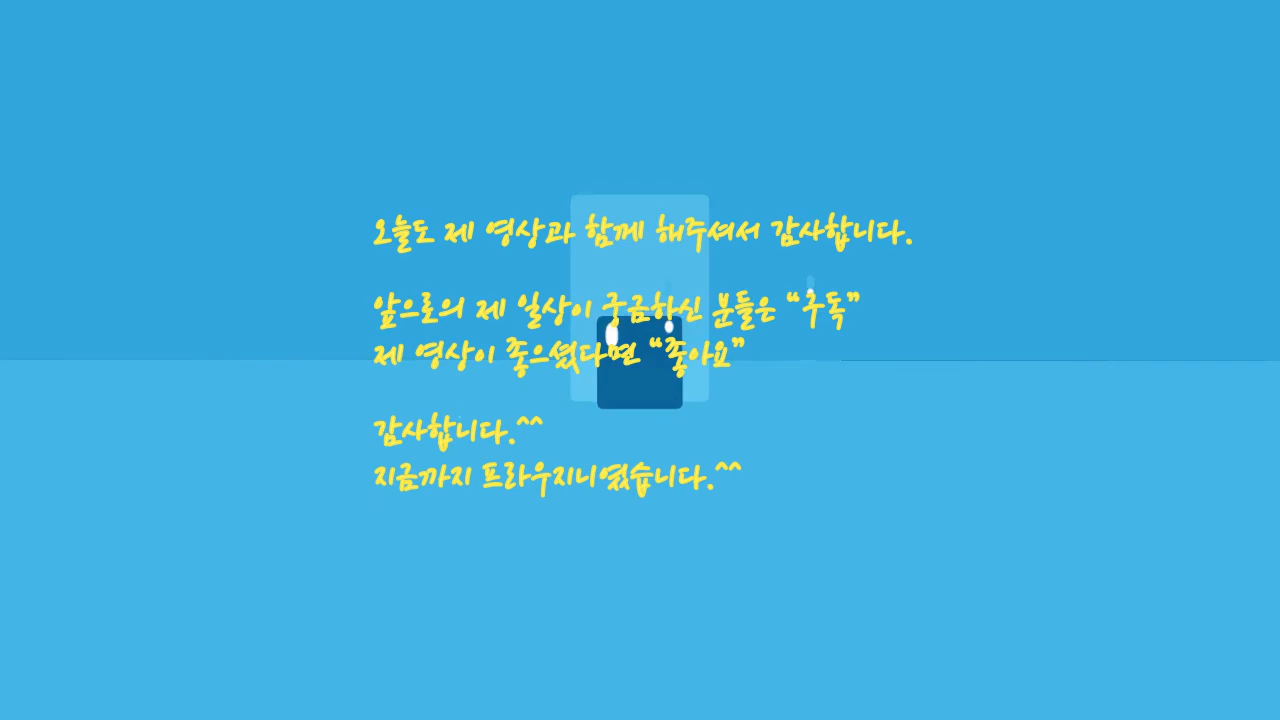 오늘도 제 영상과 함께 해주셔서 감사합니다.
앞으로의 제 일상이 궁금하신 분들은 “구독”
제 영상이 좋으셨다면 “좋아요”
감사합니다.^^
지금까지 프라우지니였습니다.^^